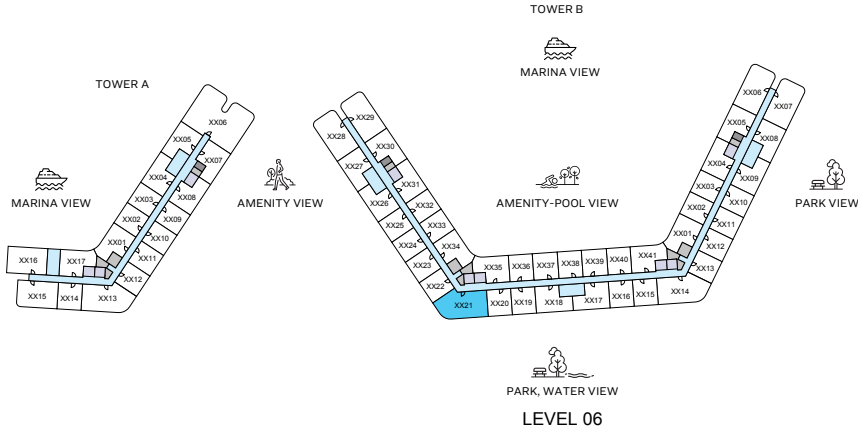 TOWER B
MARINA VIEW
TOWER A
XX06
XX05
XX07
XX04
XX08
XX03
XX09
XX02
XX10
XX01
XX11
XX12
XX17
XX16
XX15
XX14
XX13
MARINA VIEW
AMENITY VIEW
XX29
XX28
XX30
XX27
XX31
XX26
XX32
XX25
XX33
XX24
XX34
XX23
XX22
XX21
XX35
XX36
XX37
XX38
XX39
XX40
XX41
XX20
XX19
XX18
XX17
XX16
XX15
XX14
XX13
XX01
XX12
XX02
XX11
XX03
XX10
XX04
XX09
XX05
XX08
XX06
XX07
AMENITY-POOL VIEW
PARK VIEW
PARK, WATER VIEW
LEVEL 06